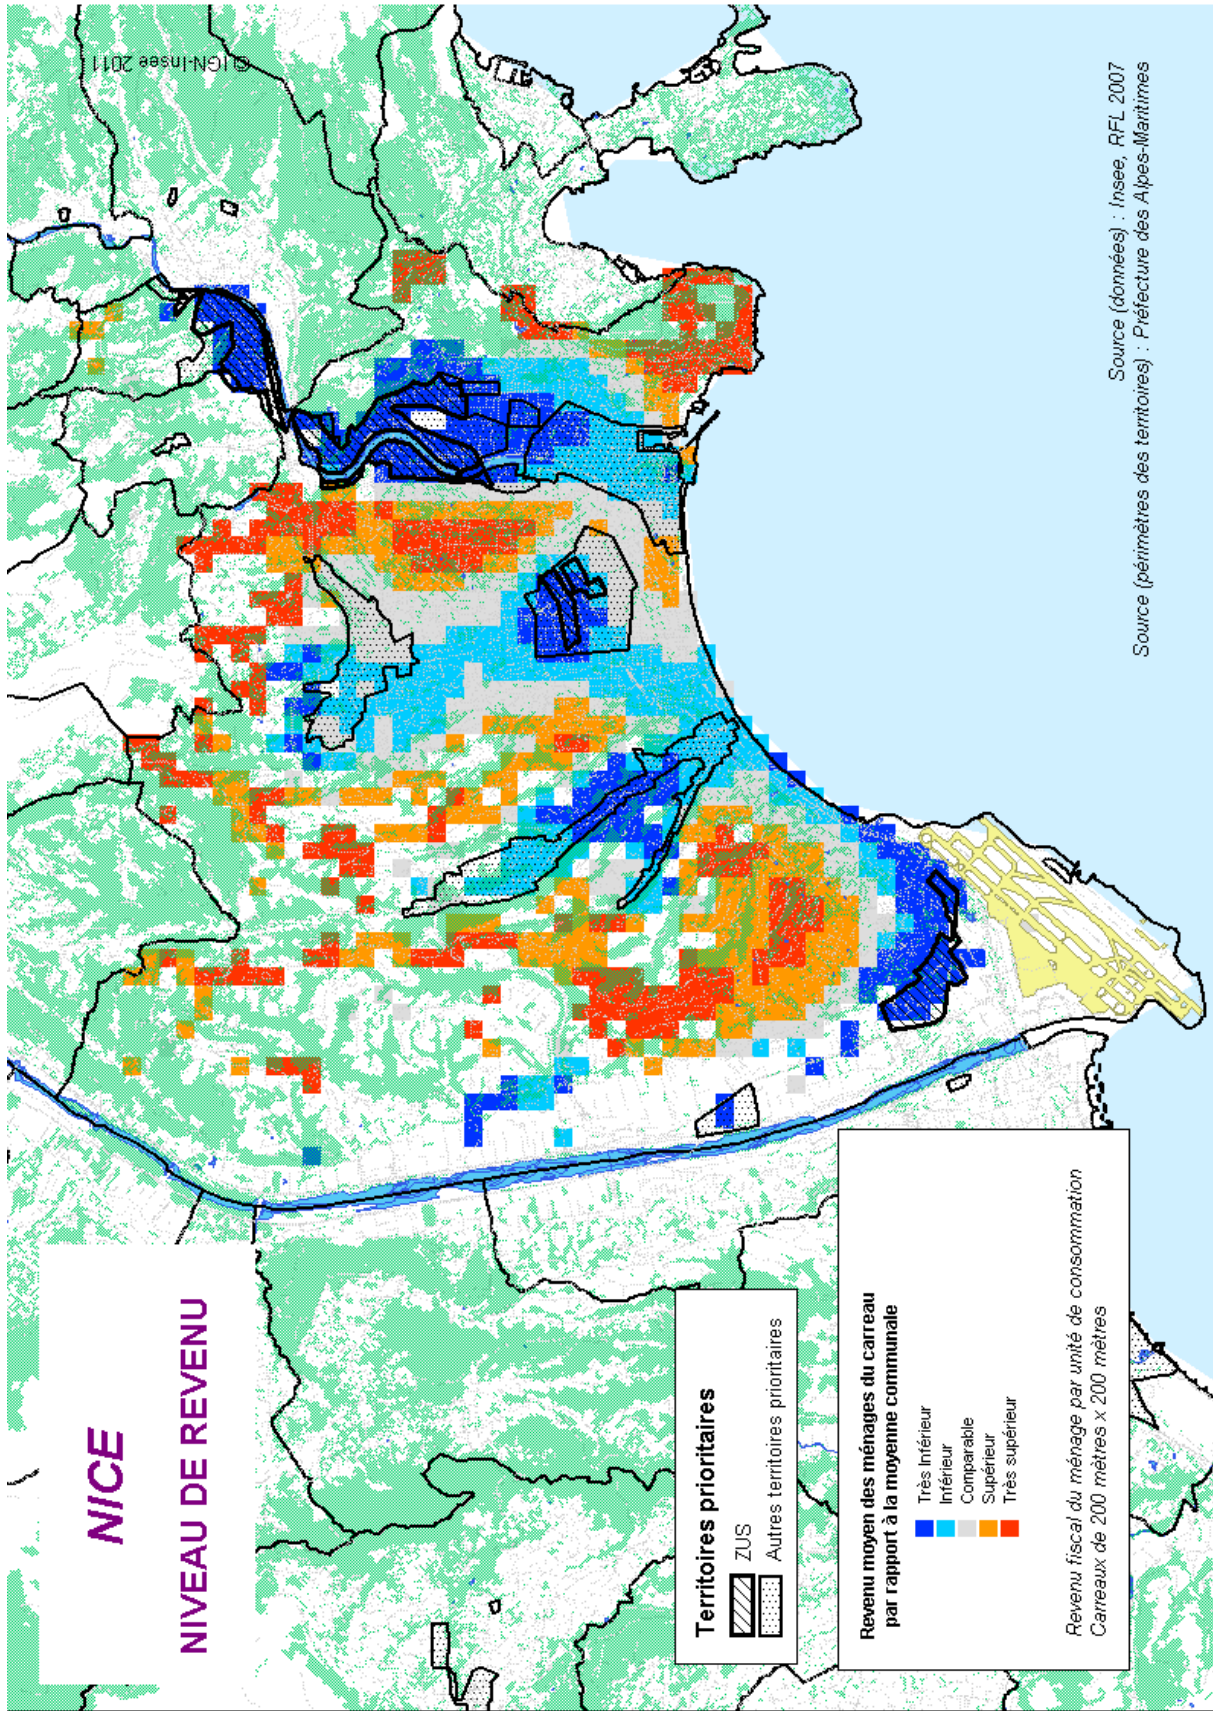 NICE
NIVEAU DE REVENU
Territoires prioritaires
ZUS
Autres territoires prioritaires
Revenu moyen des ménages du carreau
par rapport à la moyenne communale
Très Inférieur
Inférieur
Comparable
Supérieur
Très supérieur
Revenu fiscal du ménage par unité de consommation
Carreaux de 200 mètres x 200 mètres
Source (données) : Insee, RFL 2007
Source (périmètres des territoires) : Préfecture des Alpes-Maritimes
© IGN-Insee 2011